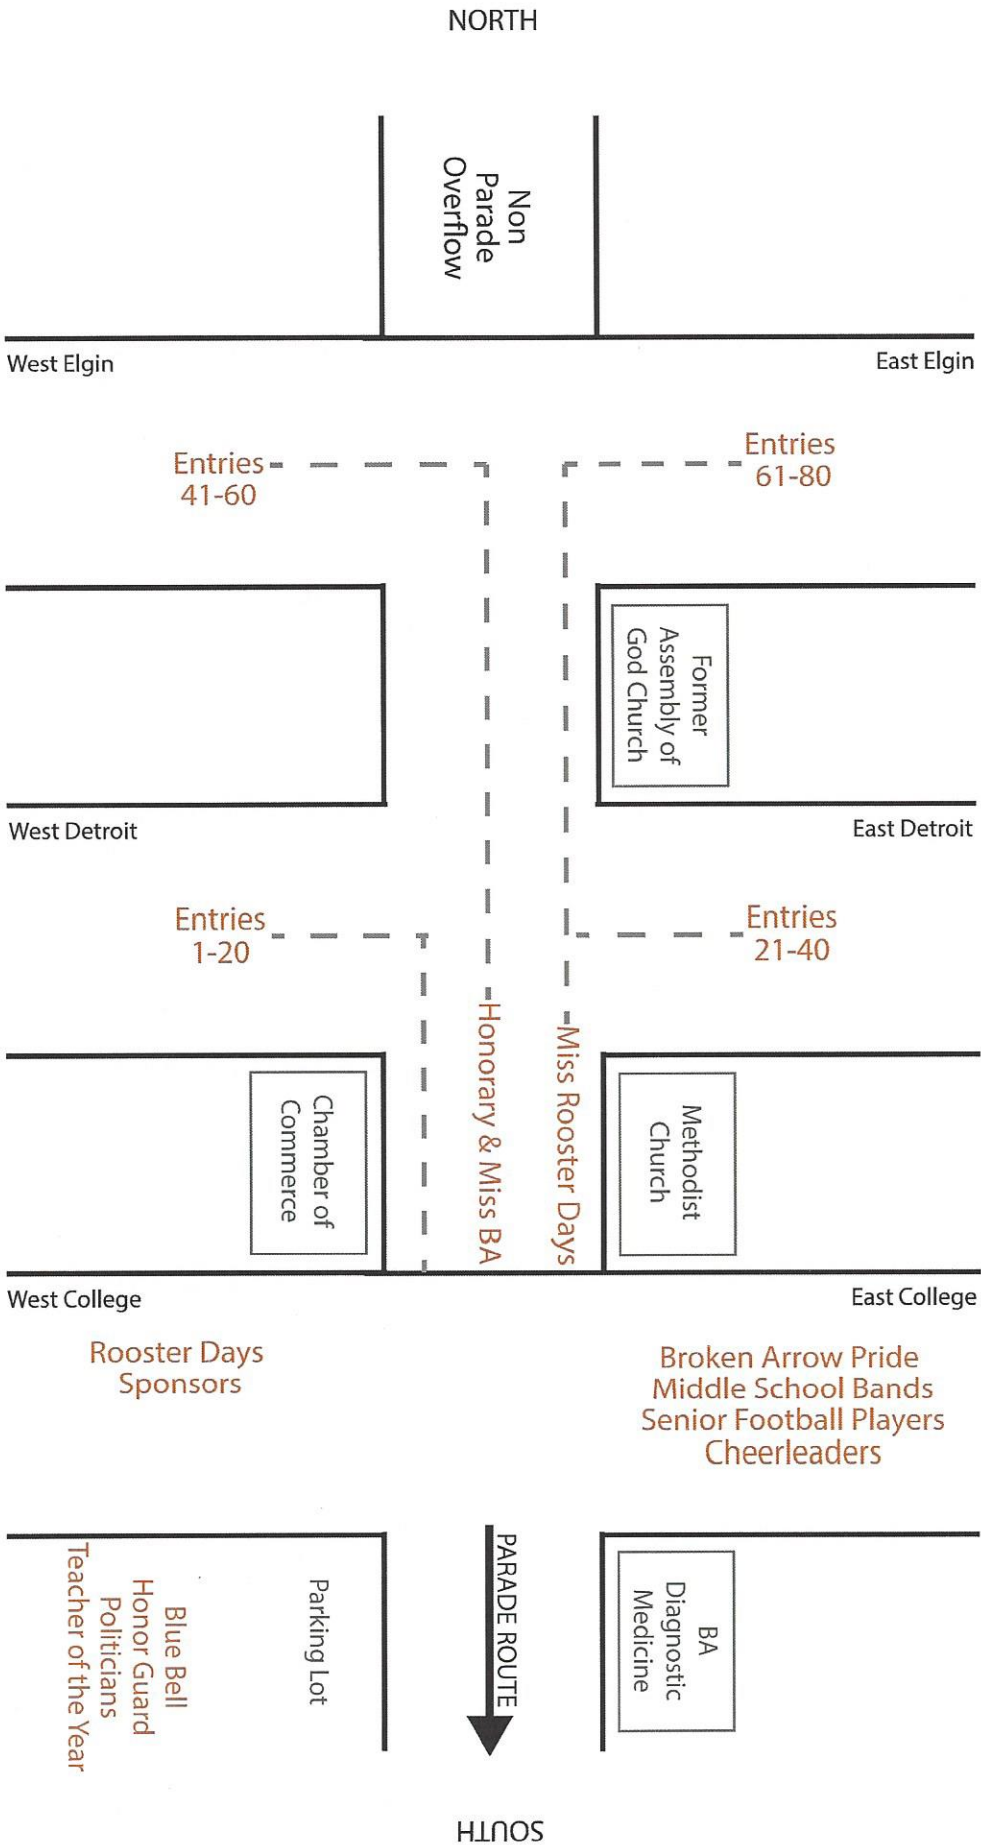 NORTH
Non
Parade
Overflow
West Elgin
East Elgin
Entries
41-60
Entries
61-80
Former
Assembly of
God Church
West Detroit
East Detroit
Entries
1-20
Entries
21-40
Honorary & Miss BA
Miss Rooster Days
Chamber of
Commerce
Methodist
Church
West College
East College
Rooster Days
Sponsors
Broken Arrow Pride
Middle School Bands
Senior Football Players
Cheerleaders
Blue Bell
Honor Guard
Politicians
Teacher of the Year
Parking Lot
PARADE ROUTE
BA
Diagnostic
Medicine
SOUTH